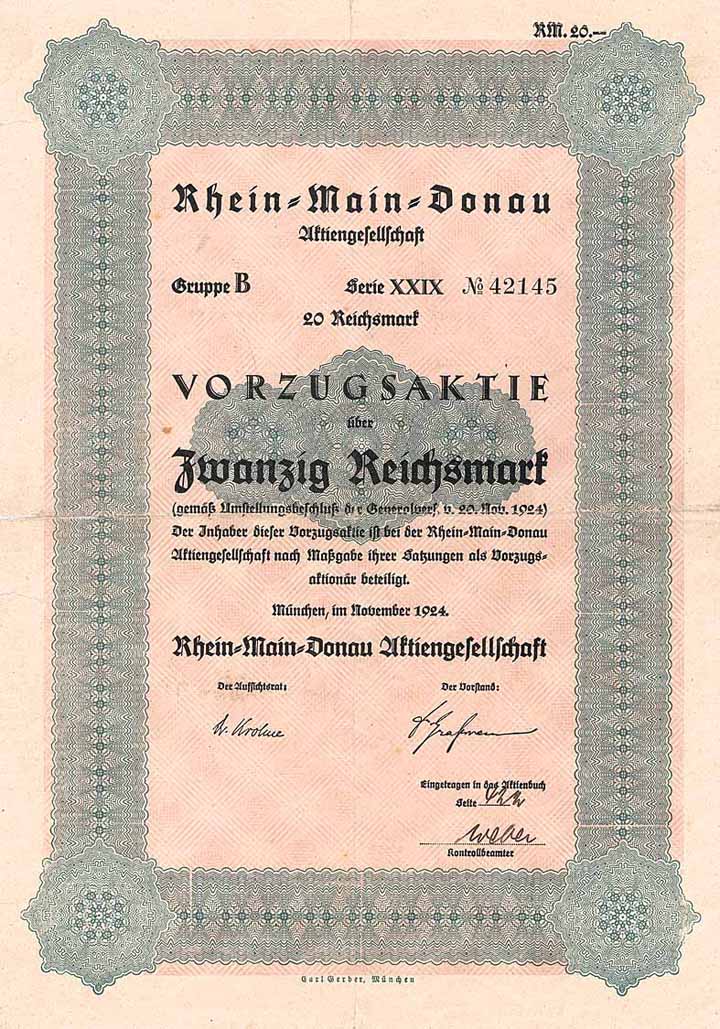 RM. 20.—
Rhein-Main-Donau
Aktiengesellschaft
Gruppe B Serie XXIX № 42145
20 Reichsmark
VORZUGSAKTIE
über
Zwanzig Reichsmark
(gemäß Umstellungsbeschluß der Generalvers. v. 20. Nov. 1924)
Der Inhaber dieser Vorzugsaktie ist bei der Rhein-Main-Donau
Aktiengesellschaft nach Maßgabe ihrer Satzungen als Vorzugs-
aktionär beteiligt.
München, im November 1924.
Rhein-Main-Donau Aktiengesellschaft
Der Aufsichtsrat: Der Vorstand:
Eingetragen in das Aktienbuch
Seite
Weber
Kontrollbeamter
Carl Gerber, München